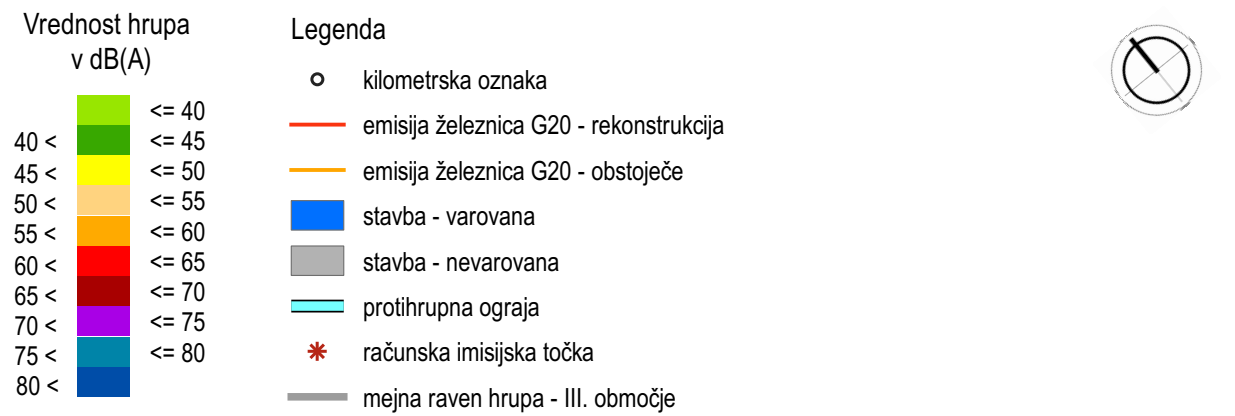 Vrednost hrupa
v dB(A)
<= 40
40 < <= 45
45 < <= 50
50 < <= 55
55 < <= 60
60 < <= 65
65 < <= 70
70 < <= 75
75 < <= 80
80 <
Legenda
kilometrska oznaka
emisija železnica G20 - rekonstrukcija
emisija železnica G20 - obstoječe
stavba - varovana
stavba - nevarovana
protihrupna ograja
računska imisijska točka
mejna raven hrupa - III. območje